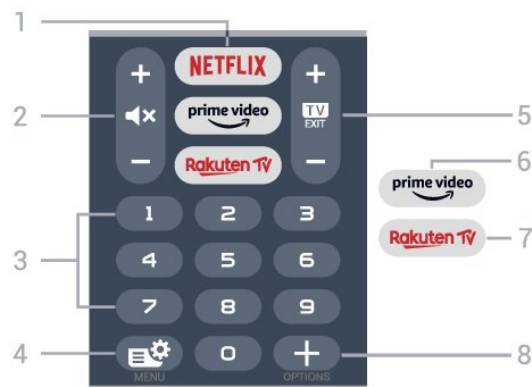 1
NETFLIX
+ +
2
prime video
TV
EXIT
5
- -
Rakuten TV
6
prime video
1 2 3
Rakuten TV
7
3
4 5 6
7 8 9
4
0
+
8
MENU
OPTIONS